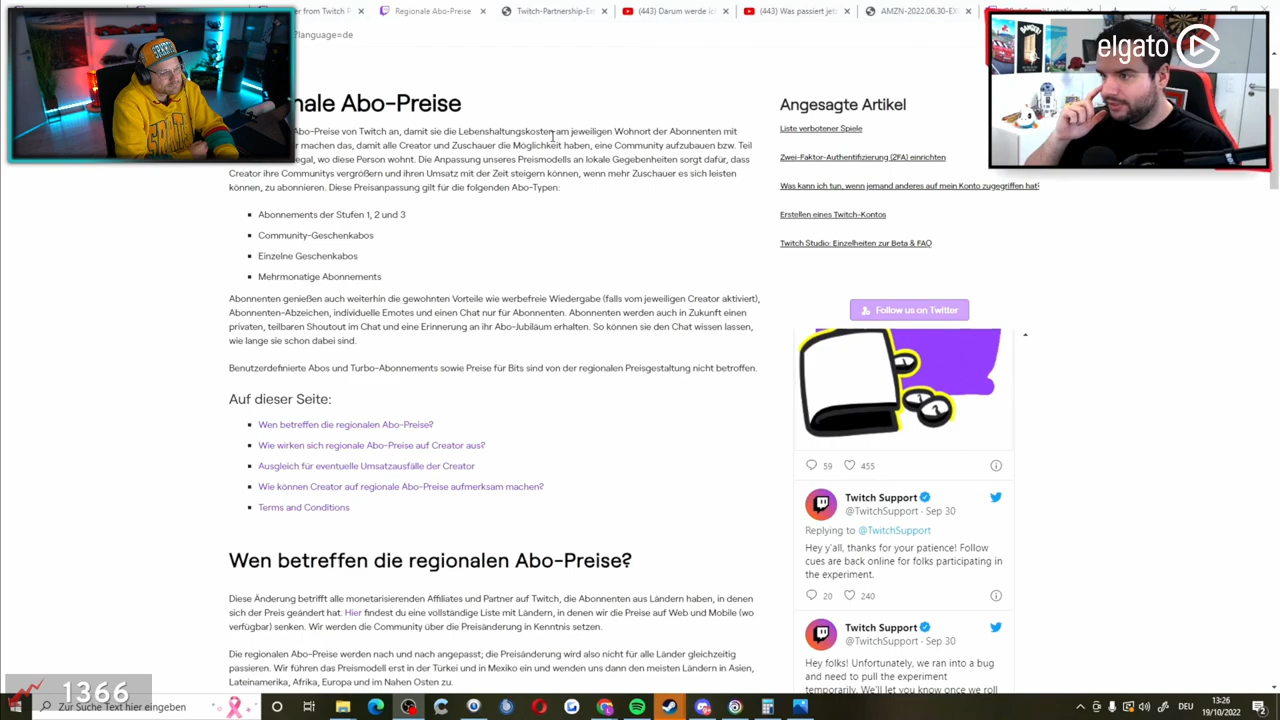 er from Twitch P
Regionale Abo-Preise
Twitch-Partnership-En
(443) Darum werde ic
(443) Was passiert jetz
AMZN-2022.06.30-EX
?language=de
elgato
nale Abo-Preise
Abo-Preise von Twitch an, damit sie die Lebenshaltungskosten am jeweiligen Wohnort der Abonnenten mit
r machen das, damit alle Creator und Zuschauer die Möglichkeit haben, eine Community aufzubauen bzw. Teil
egal, wo diese Person wohnt. Die Anpassung unseres Preismodells an lokale Gegebenheiten sorgt dafür, dass
Creator ihre Communitys vergrößern und ihren Umsatz mit der Zeit steigern können, wenn mehr Zuschauer es sich leisten
können, zu abonnieren. Diese Preisanpassung gilt für die folgenden Abo-Typen:
Abonnements der Stufen 1, 2 und 3
Community-Geschenkabos
Einzelne Geschenkabos
Mehrmonatige Abonnements
Abonnenten genießen auch weiterhin die gewohnten Vorteile wie werbefreie Wiedergabe (falls vom jeweiligen Creator aktiviert),
Abonnenten-Abzeichen, individuelle Emotes und einen Chat nur für Abonnenten. Abonnenten werden auch in Zukunft einen
privaten, teilbaren Shoutout im Chat und eine Erinnerung an ihr Abo-Jubiläum erhalten. So können sie den Chat wissen lassen,
wie lange sie schon dabei sind.
Benutzerdefinierte Abos und Turbo-Abonnements sowie Preise für Bits sind von der regionalen Preisgestaltung nicht betroffen.
Auf dieser Seite:
Wen betreffen die regionalen Abo-Preise?
Wie wirken sich regionale Abo-Preise auf Creator aus?
Ausgleich für eventuelle Umsatzausfälle der Creator
Wie können Creator auf regionale Abo-Preise aufmerksam machen?
Terms and Conditions
Wen betreffen die regionalen Abo-Preise?
Diese Änderung betrifft alle monetarisierenden Affiliates und Partner auf Twitch, die Abonnenten aus Ländern haben, in denen
sich der Preis geändert hat. Hier findest du eine vollständige Liste mit Ländern, in denen wir die Preise auf Web und Mobile (wo
verfügbar) senken. Wir werden die Community über die Preisänderung in Kenntnis setzen.
Die regionalen Abo-Preise werden nach und nach angepasst; die Preisänderung wird also nicht für alle Länder gleichzeitig
passieren. Wir führen das Preismodell erst in der Türkei und in Mexiko ein und wenden uns dann den meisten Ländern in Asien,
Lateinamerika, Afrika, Europa und im Nahen Osten zu.
Angesagte Artikel
Liste verbotener Spiele
Zwei-Faktor-Authentifizierung (2FA) einrichten
Was kann ich tun, wenn jemand anderes auf mein Konto zugegriffen hat?
Erstellen eines Twitch-Kontos
Twitch Studio: Einzelheiten zur Beta & FAQ
Follow us on Twitter
59 455
Twitch Support
@TwitchSupport · Sep 30
Replying to @TwitchSupport
Hey y'all, thanks for your patience! Follow
cues are back online for folks participating in
the experiment.
20 240
Twitch Support
@TwitchSupport · Sep 30
Hey folks! Unfortunately, we ran into a bug
and need to pull the experiment
temporarily. We'll let you know once we roll
1366
Zur Suche Text hier eingeben
DEU
13:26
19/10/2022